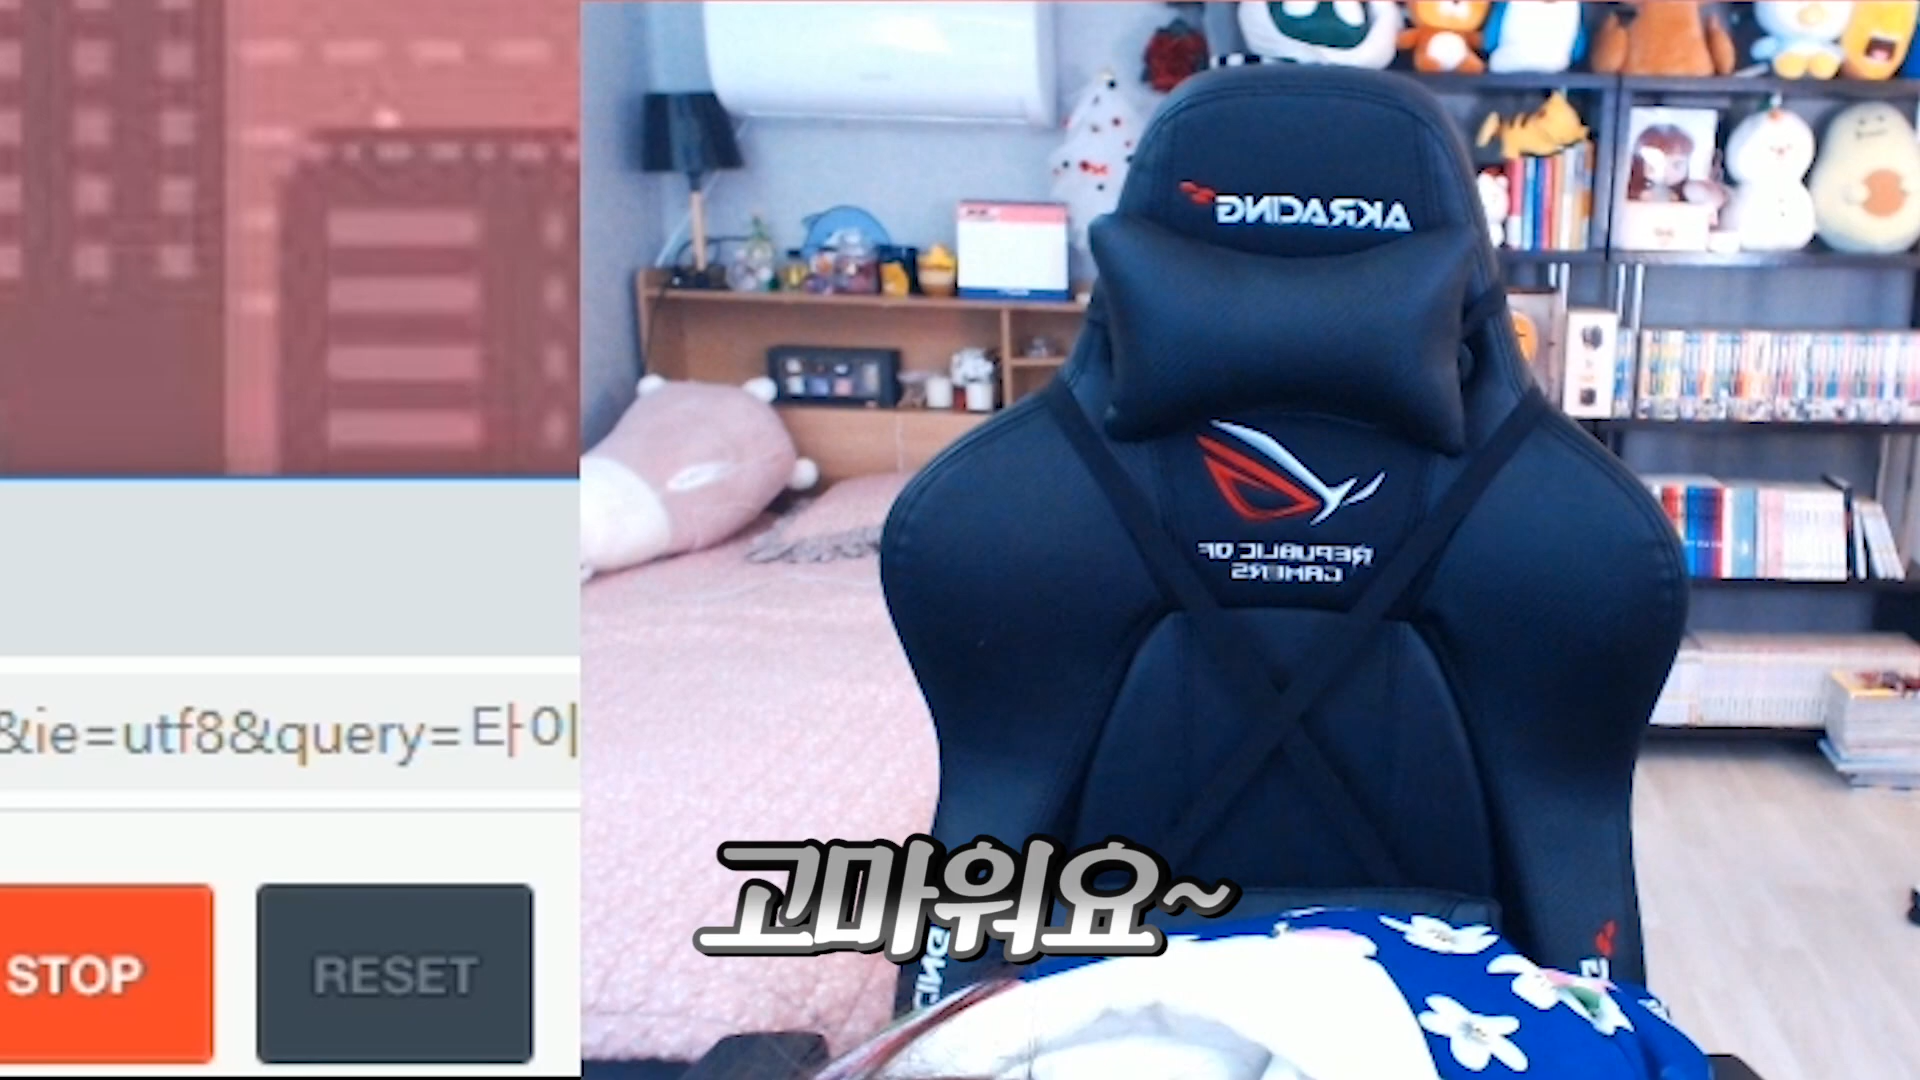 &ie=utf8&query=타이
STOP
RESET
AKRACING
REPUBLIC OF
GAMERS
고마워요~